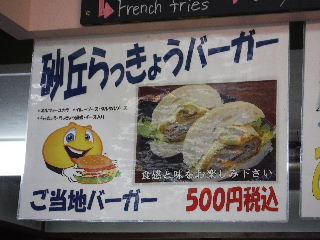 French fries
砂丘らっきょうバーガー
食感と味をお楽しみ下さい
ご当地バーガー
500円税込